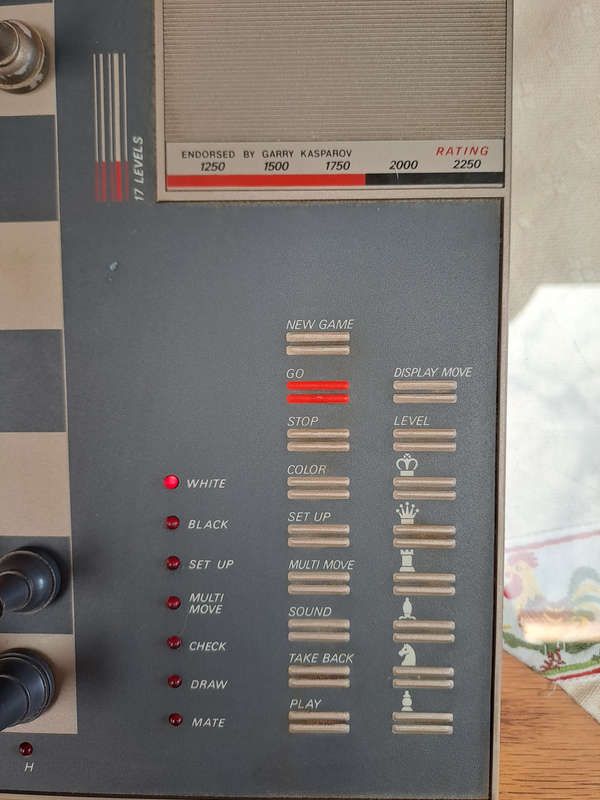 17 LEVELS
ENDORSED BY GARRY KASPAROV
RATING
1250 1500 1750 2000 2250
NEW GAME
GO
DISPLAY MOVE
STOP
LEVEL
COLOR
WHITE
SET UP
BLACK
MULTI MOVE
SET UP
SOUND
MULTI
MOVE
TAKE BACK
CHECK
PLAY
DRAW
MATE
H